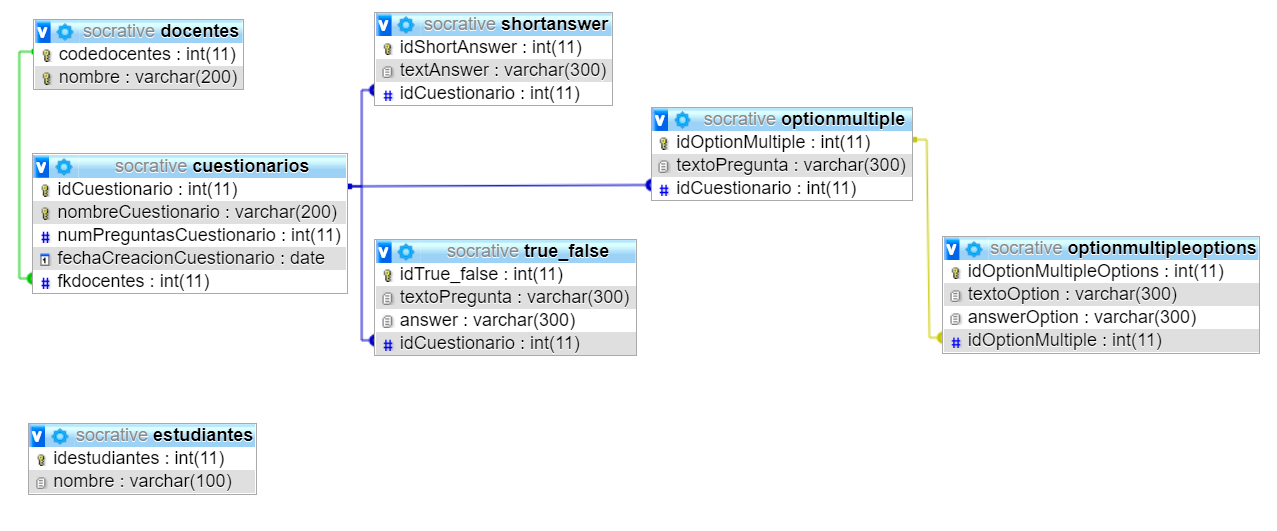 socrative docentes
codedocentes : int(11)
nombre : varchar(200)
socrative shortanswer
idShortAnswer : int(11)
textAnswer : varchar(300)
idCuestionario : int(11)
socrative optionmultiple
idOptionMultiple : int(11)
textoPregunta : varchar(300)
idCuestionario : int(11)
socrative cuestionarios
idCuestionario : int(11)
nombreCuestionario : varchar(200)
numPreguntasCuestionario : int(11)
fechaCreacionCuestionario : date
fkdocentes : int(11)
socrative true_false
idTrue_false : int(11)
textoPregunta : varchar(300)
answer : varchar(300)
idCuestionario : int(11)
socrative optionmultipleoptions
idOptionMultipleOptions : int(11)
textoOption : varchar(300)
answerOption : varchar(300)
idOptionMultiple : int(11)
socrative estudiantes
idestudiantes : int(11)
nombre : varchar(100)